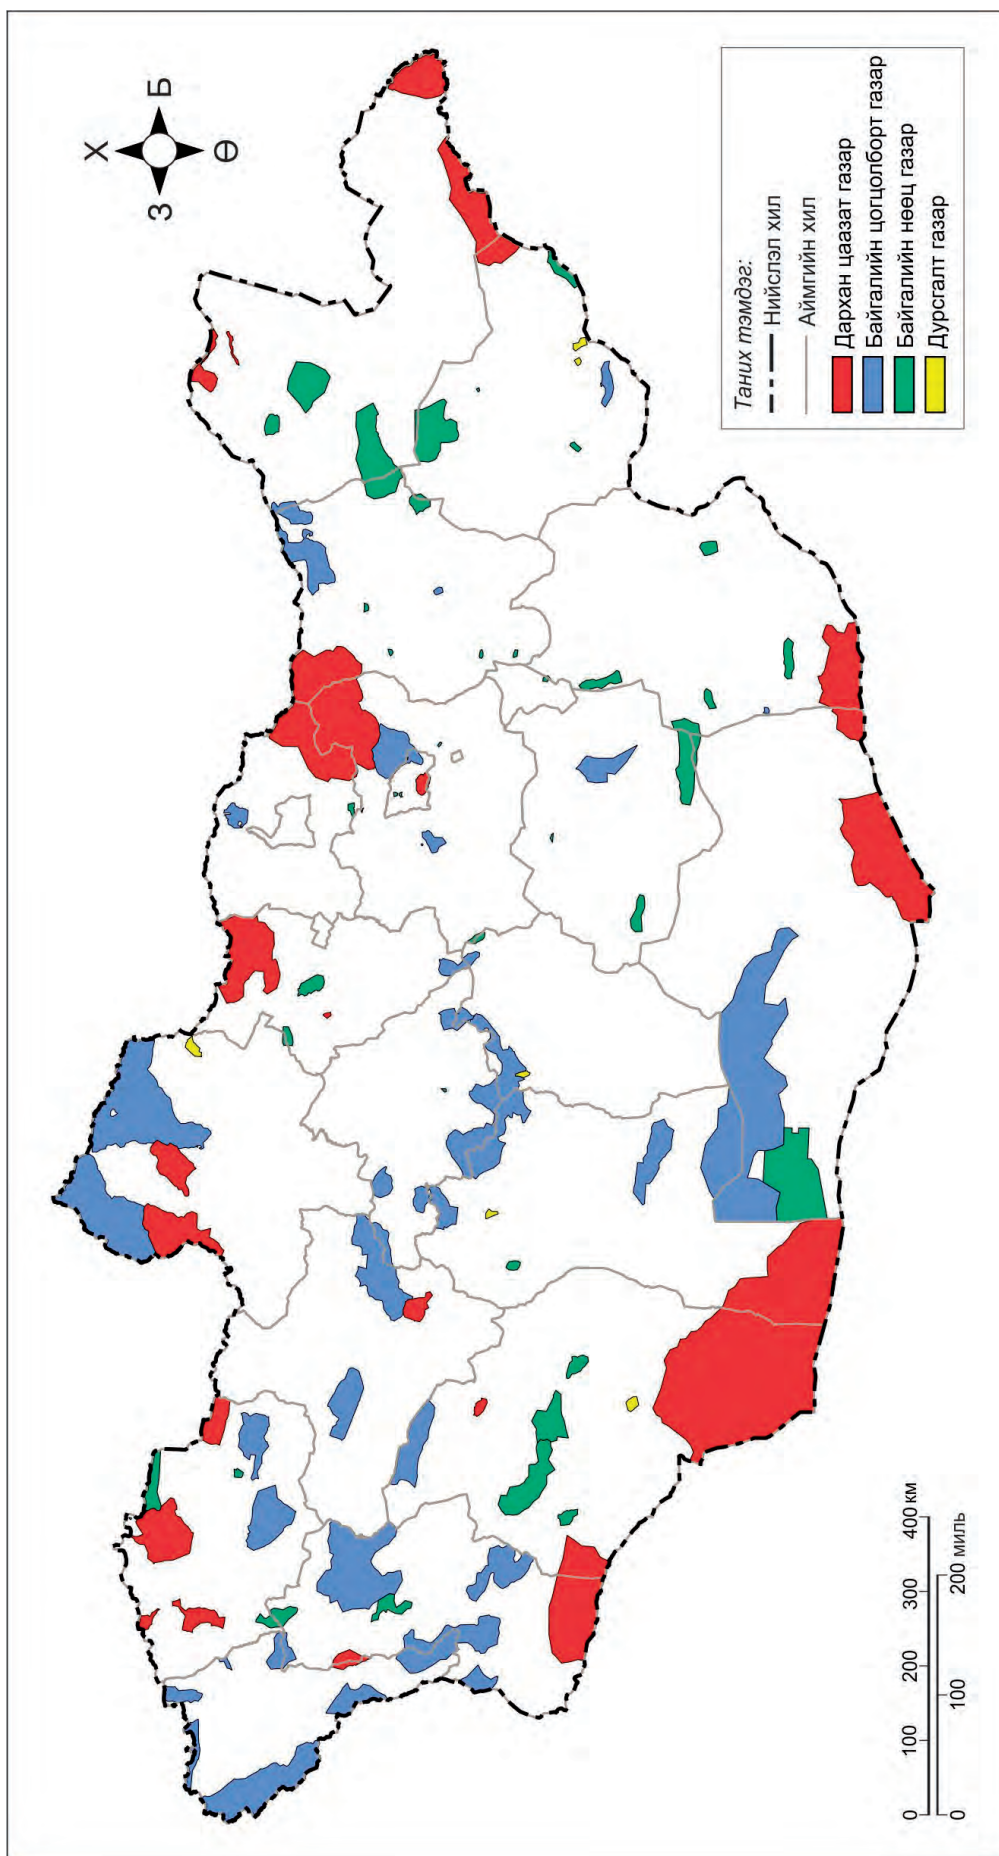 Х
З Б
Ө
Таних тэмдэг:
Нийслэл хил
Аймгийн хил
Дархан цаазат газар
Байгалийн цогцолборт газар
Байгалийн нөөц газар
Дурсгалт газар
0 100 200 300 400 км
0 100 200 миль